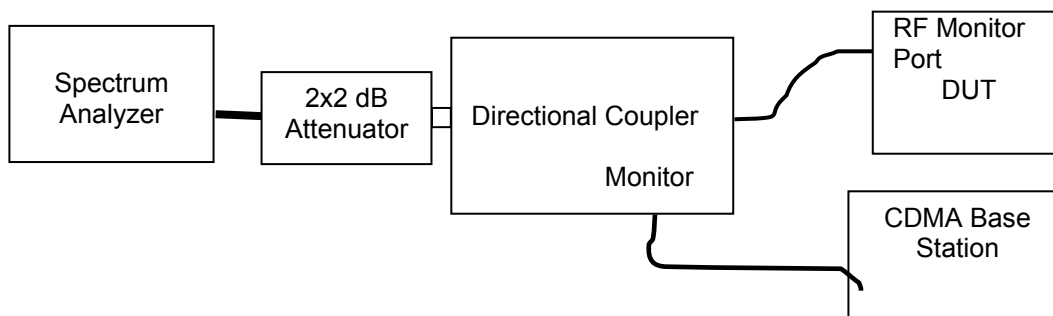 Spectrum
Analyzer
2x2 dB
Attenuator
Directional Coupler
Monitor
RF Monitor
Port
DUT
CDMA Base
Station